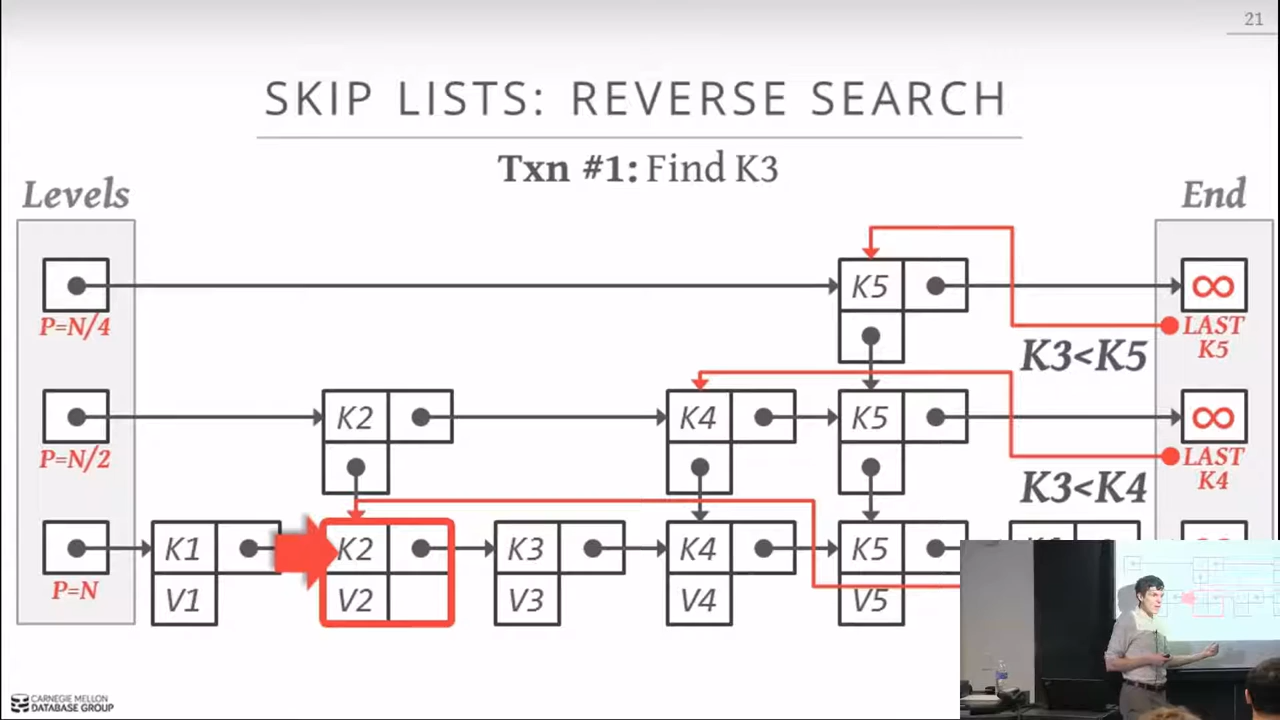 21
SKIP LISTS: REVERSE SEARCH
Txn #1: Find K3
Levels
End
K5
∞
P=N/4
LAST
K5
K3<K5
K2
K4
K5
∞
P=N/2
LAST
K4
K3<K4
K1
K2
K3
K4
K5
P=N
V1
V2
V3
V4
V5
CARNEGIE MELLON
DATABASE GROUP